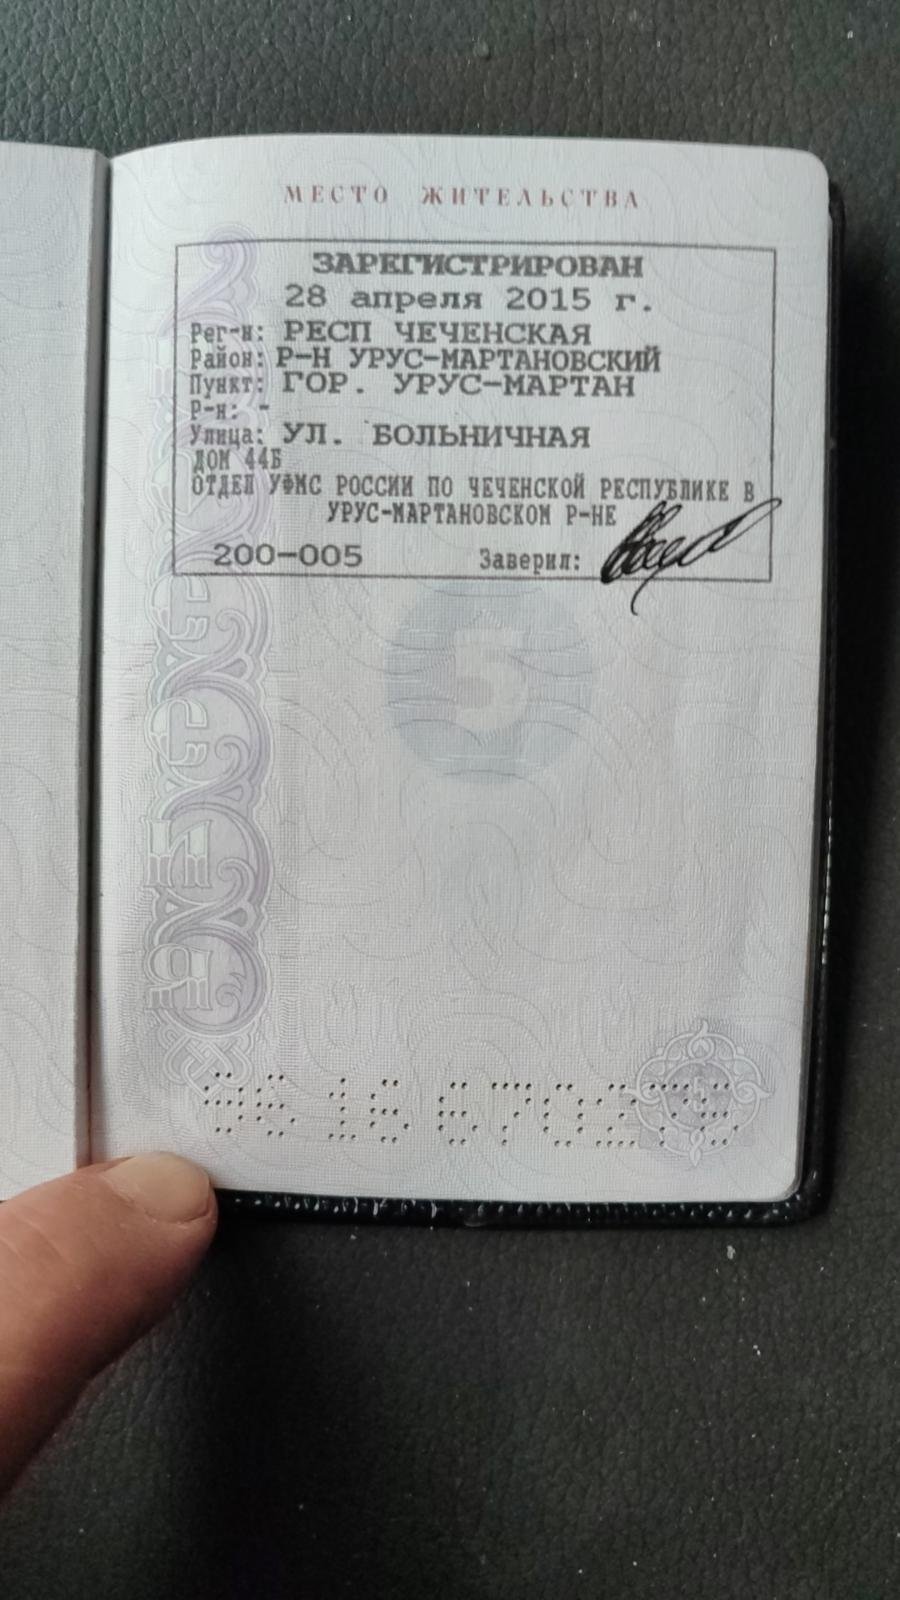 МЕСТО ЖИТЕЛЬСТВА
ЗАРЕГИСТРИРОВАН
28 апреля 2015 г.
Рег-н: РЕСП ЧЕЧЕНСКАЯ
Район: Р-Н УРУС-МАРТАНОВСКИЙ
Пункт: ГОР. УРУС-МАРТАН
Р-н: -
Улица: УЛ. БОЛЬНИЧНАЯ
ДОМ 44Б
ОТДЕЛ УФМС РОССИИ ПО ЧЕЧЕНСКОЙ РЕСПУБЛИКЕ В
УРУС-МАРТАНОВСКОМ Р-НЕ
200-005 Заверил:
5